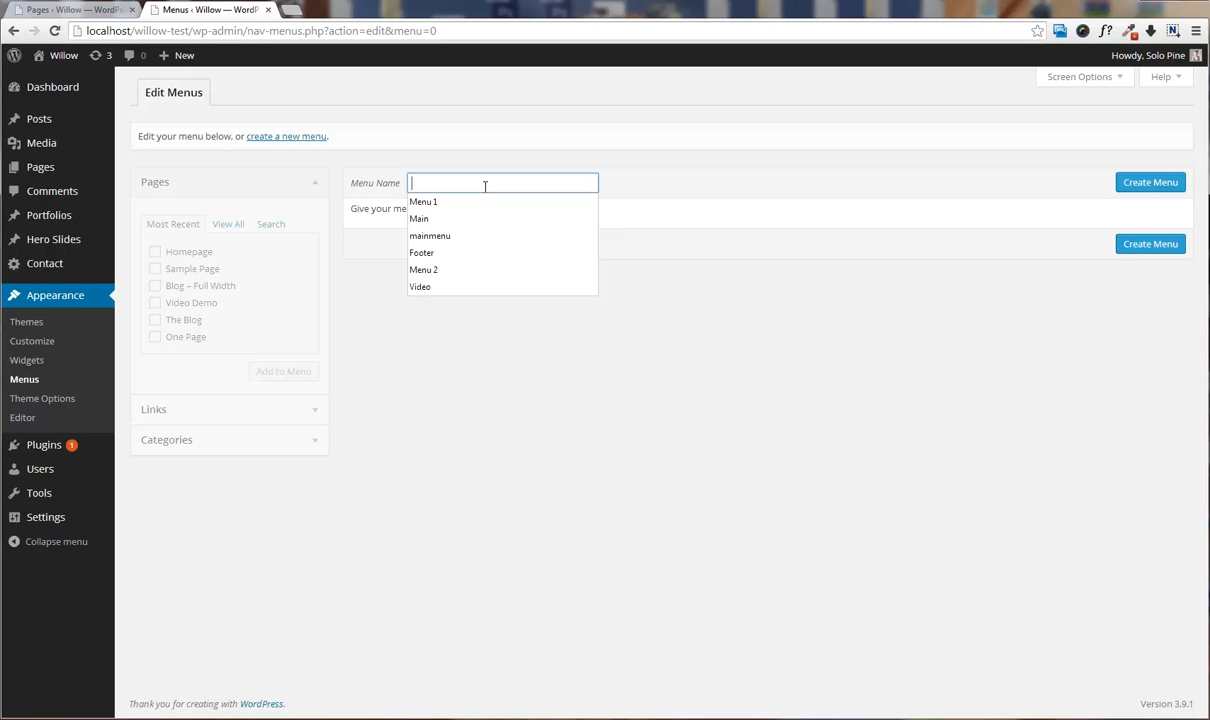 Pages ‹ Willow — WordP
Menus ‹ Willow — WordP
localhost/willow-test/wp-admin/nav-menus.php?action=edit&menu=0
f?
Willow
3
0
New
Howdy, Solo Pine
Dashboard
Posts
Media
Pages
Comments
Portfolios
Hero Slides
Contact
Appearance
Themes
Customize
Widgets
Menus
Theme Options
Editor
Plugins 1
Users
Tools
Settings
Collapse menu
Screen Options
Help
Edit Menus
Edit your menu below, or create a new menu.
Pages
Most Recent
View All
Search
Homepage
Sample Page
Blog – Full Width
Video Demo
The Blog
One Page
Add to Menu
Links
Categories
Menu Name
Create Menu
Give your me
Menu 1
Main
mainmenu
Footer
Menu 2
Video
Create Menu
Thank you for creating with WordPress.
Version 3.9.1